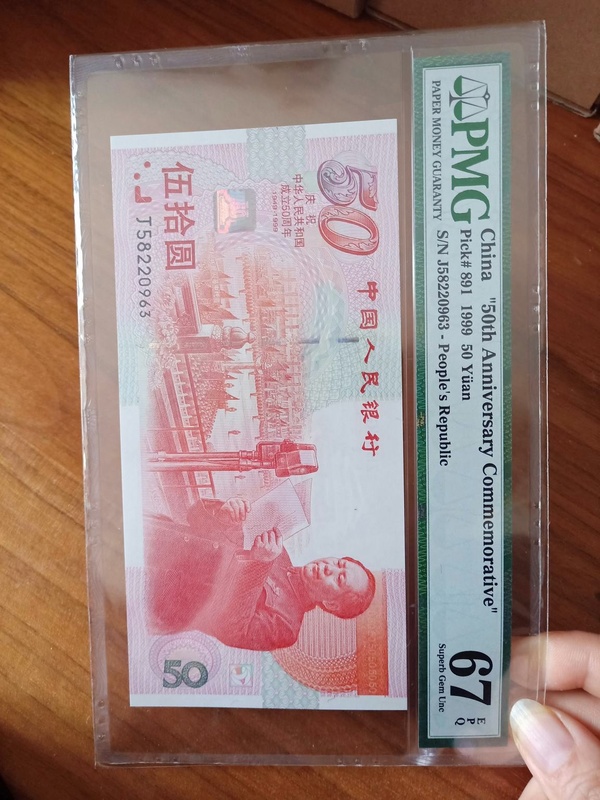 PMG
PAPER MONEY GUARANTY
China "50th Anniversary Commemorative"
Pick# 891 1999 50 Yüan
S/N J58220963 - People's Republic
67 EPQ
Superb Gem Unc
50
庆祝
中华人民共和国
成立50周年
1949-1999
中国人民银行
伍拾圆
J58220963
50